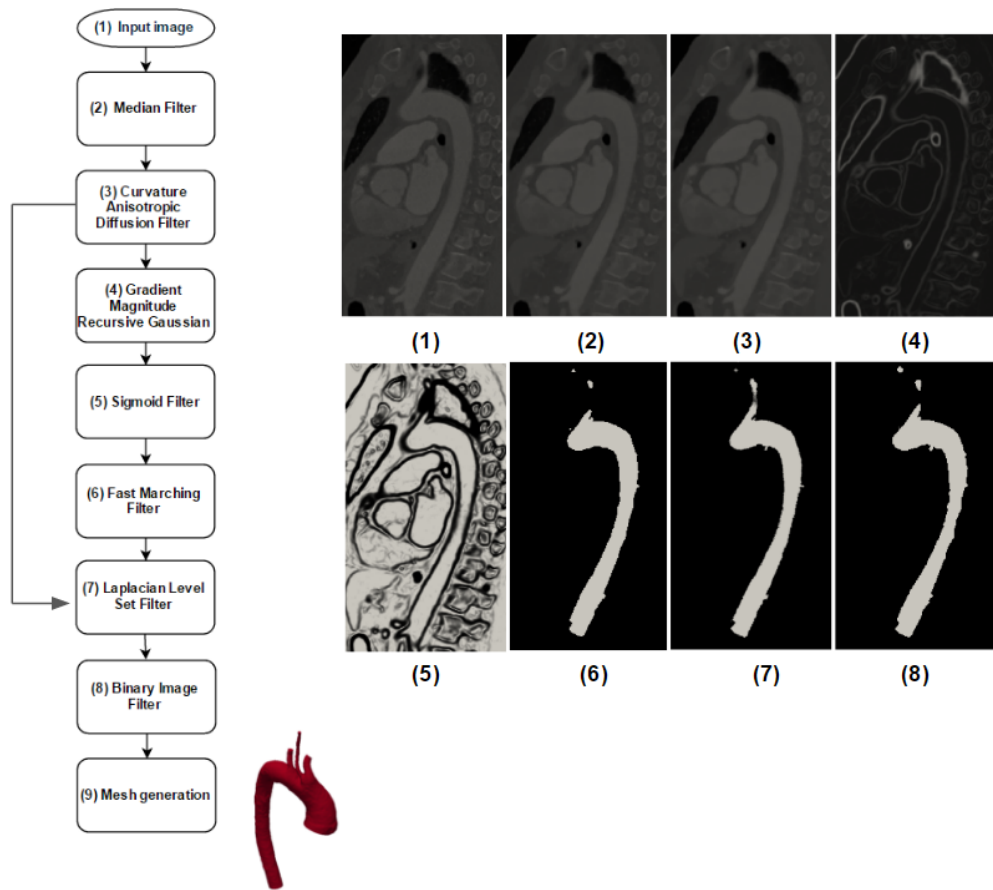 (1) Input image
(2) Median Filter
(3) Curvature
Anisotropic
Diffusion Filter
(4) Gradient
Magnitude
Recursive Gaussian
(5) Sigmoid Filter
(6) Fast Marching
Filter
(7) Laplacian Level
Set Filter
(8) Binary Image
Filter
(9) Mesh generation
(1)
(2)
(3)
(4)
(5)
(6)
(7)
(8)